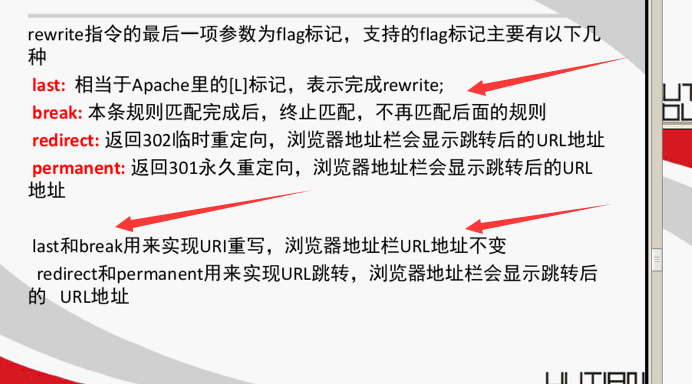 rewrite指令的最后一项参数为flag标记，支持的flag标记主要有以下几
种
last: 相当于Apache里的[L]标记，表示完成rewrite;
break: 本条规则匹配完成后，终止匹配，不再匹配后面的规则
redirect: 返回302临时重定向，浏览器地址栏会显示跳转后的URL地址
permanent: 返回301永久重定向，浏览器地址栏会显示跳转后的URL
地址
last和break用来实现URI重写，浏览器地址栏URL地址不变
redirect和permanent用来实现URL跳转，浏览器地址栏会显示跳转后
的 URL地址